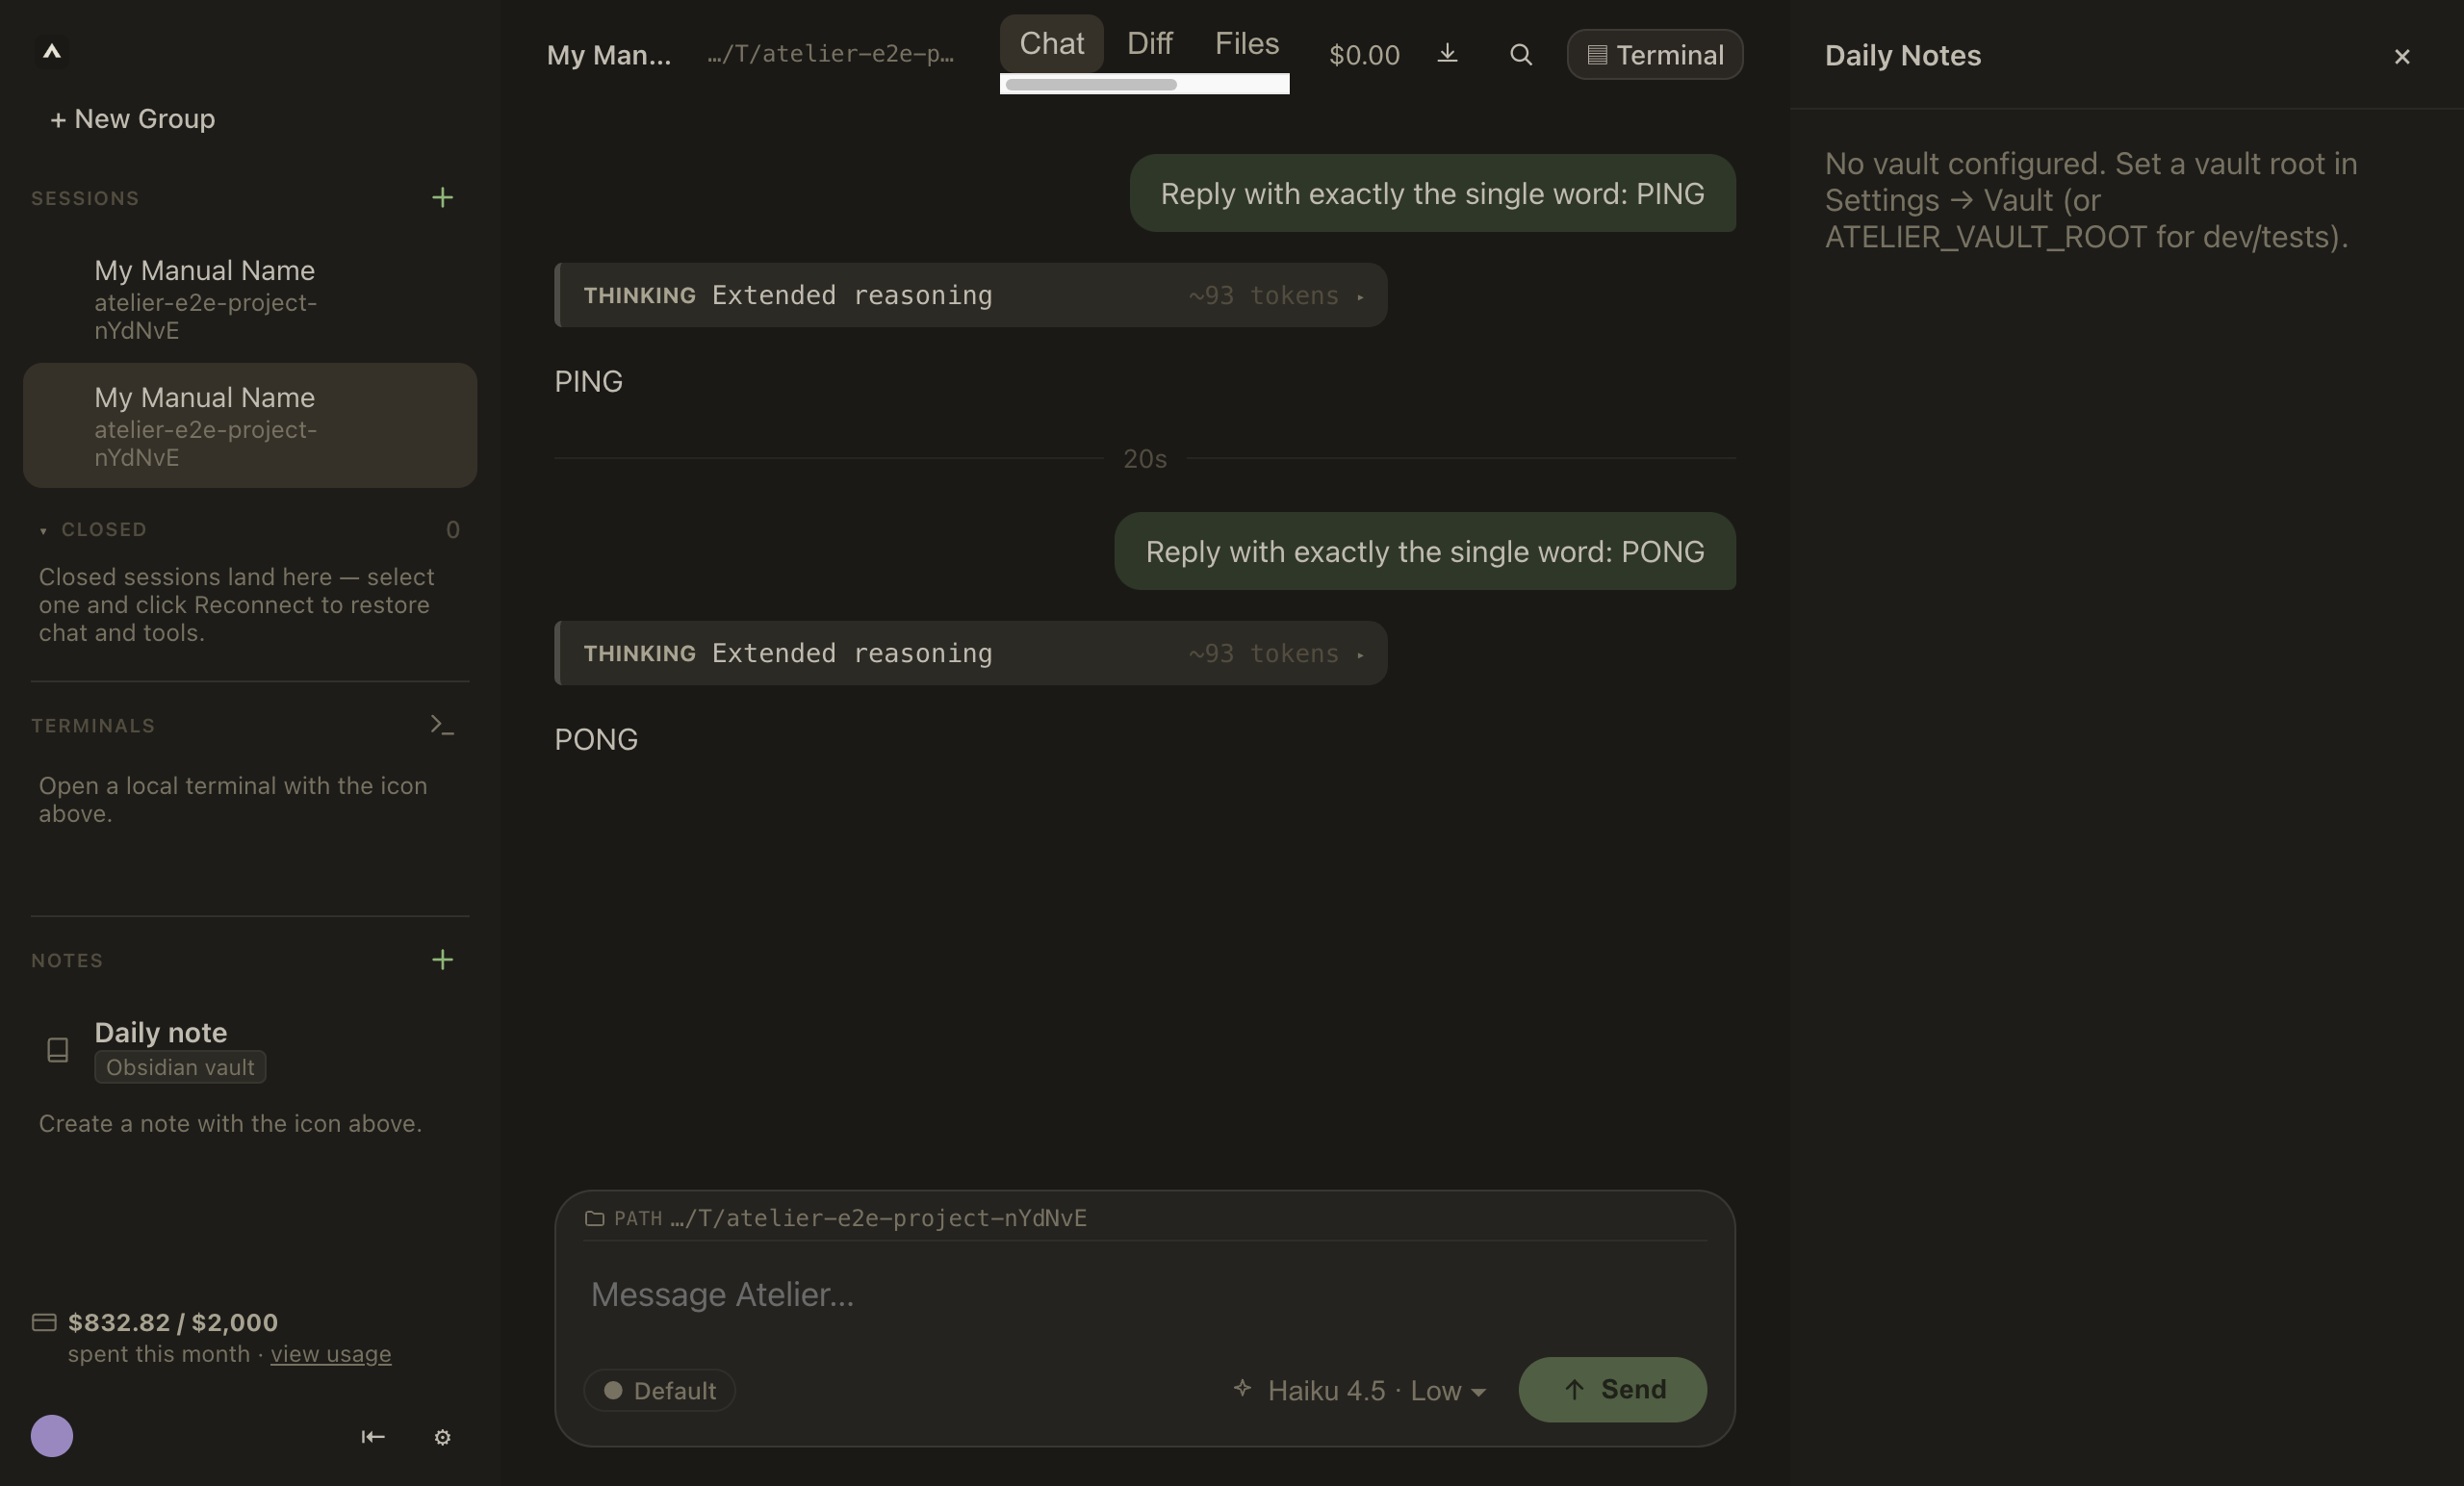 + New Group
SESSIONS
My Manual Name
atelier-e2e-project-
nYdNvE
My Manual Name
atelier-e2e-project-
nYdNvE
CLOSED 0
Closed sessions land here — select
one and click Reconnect to restore
chat and tools.
TERMINALS
Open a local terminal with the icon
above.
NOTES
Daily note
Obsidian vault
Create a note with the icon above.
$832.82 / $2,000
spent this month · view usage
My Man... …/T/atelier-e2e-p… Chat Diff Files $0.00 Terminal
Reply with exactly the single word: PING
THINKING Extended reasoning ~93 tokens
PING
20s
Reply with exactly the single word: PONG
THINKING Extended reasoning ~93 tokens
PONG
PATH …/T/atelier-e2e-project-nYdNvE
Message Atelier...
Default Haiku 4.5 · Low Send
Daily Notes
No vault configured. Set a vault root in
Settings → Vault (or
ATELIER_VAULT_ROOT for dev/tests).